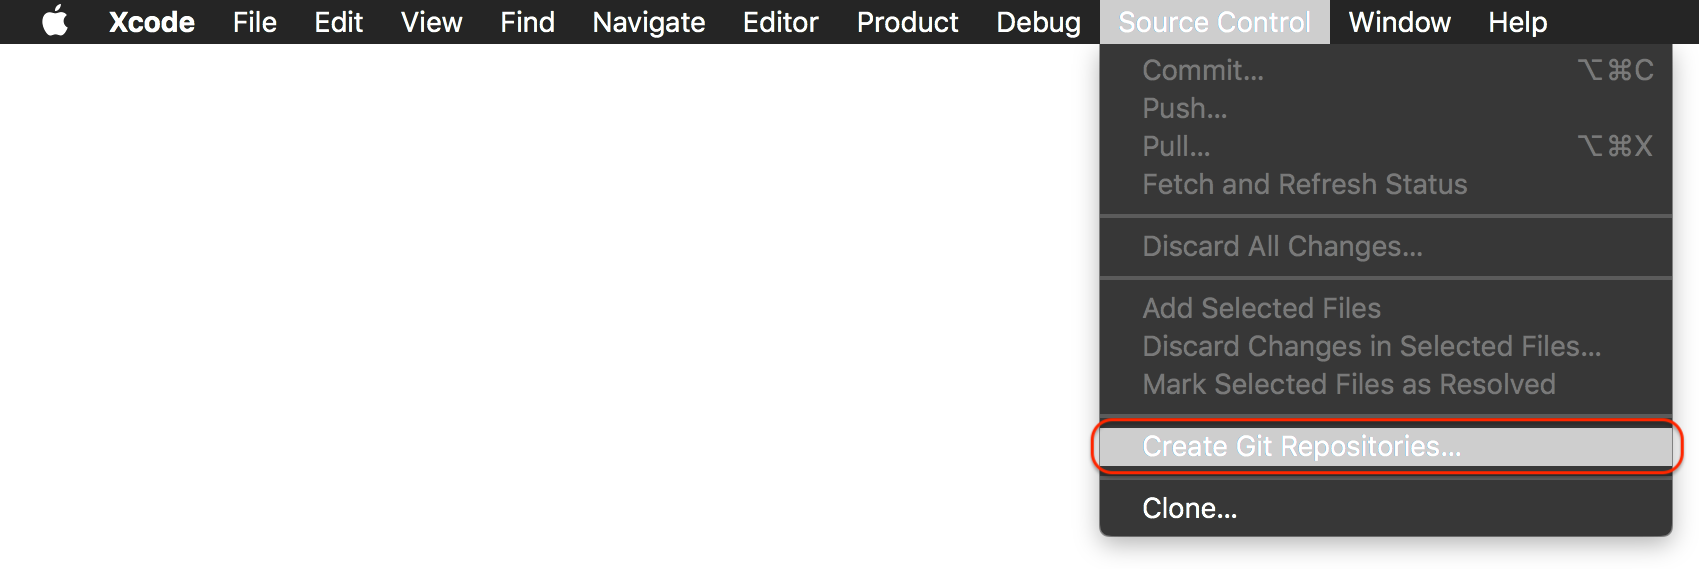 Xcode File Edit View Find Navigate Editor Product Debug Source Control Window Help
Commit... ⌥⌘C
Push...
Pull... ⌥⌘X
Fetch and Refresh Status
Discard All Changes...
Add Selected Files
Discard Changes in Selected Files...
Mark Selected Files as Resolved
Create Git Repositories...
Clone...